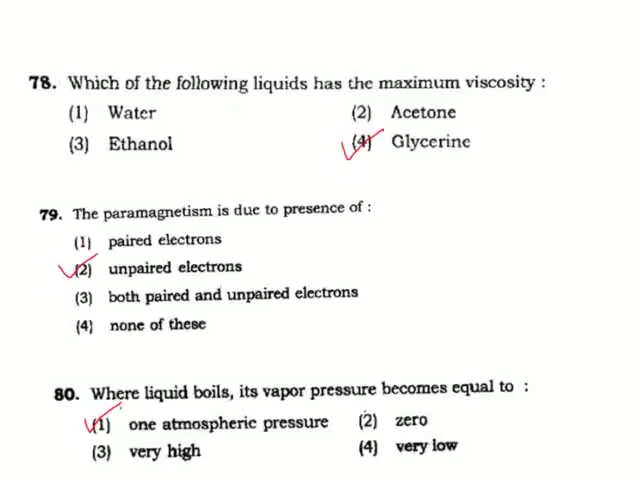 78. Which of the following liquids has the maximum viscosity :
(1) Water (2) Acetone
(3) Ethanol (4) Glycerine
79. The paramagnetism is due to presence of :
(1) paired electrons
(2) unpaired electrons
(3) both paired and unpaired electrons
(4) none of these
80. Where liquid boils, its vapor pressure becomes equal to :
(1) one atmospheric pressure (2) zero
(3) very high (4) very low